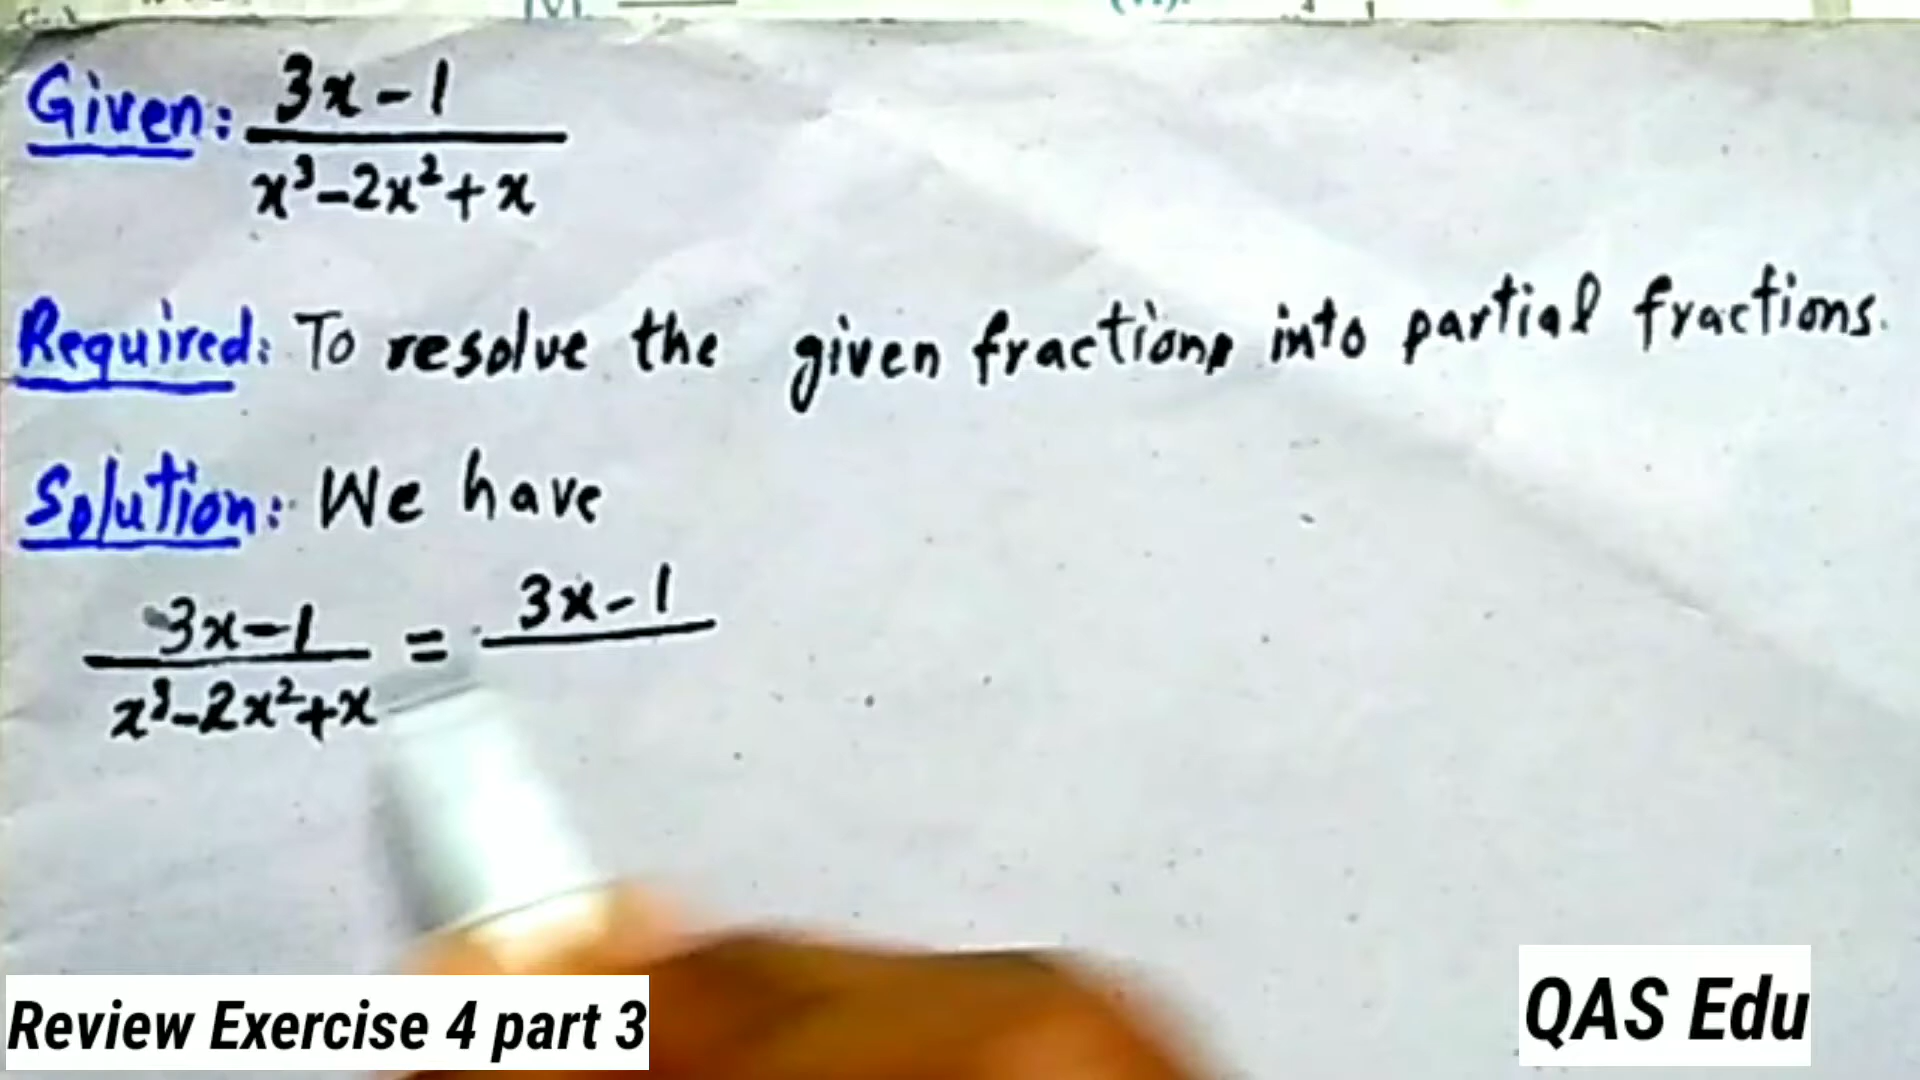 Given: 3x-1
x³-2x²+x
Required: To resolve the given fraction into partial fractions.
Solution: We have
3x-1 = 3x-1
x³-2x²+x
Review Exercise 4 part 3
QAS Edu